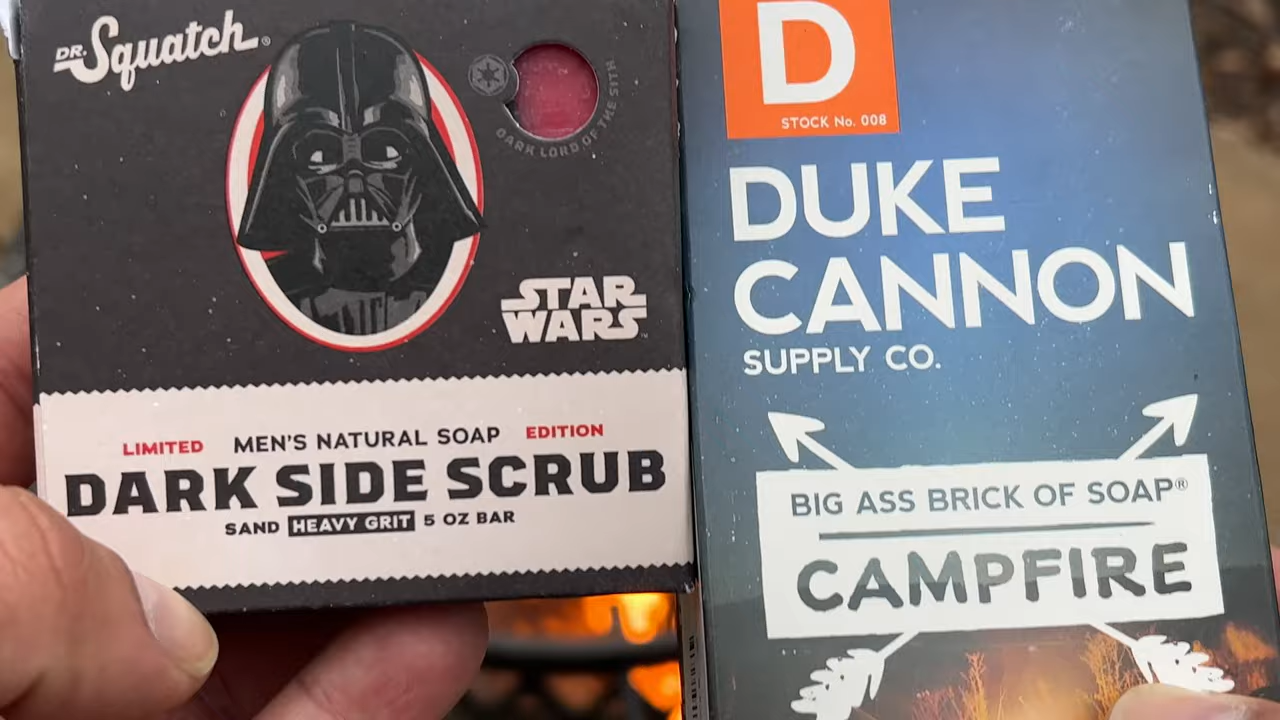 DR. Squatch®
DARK LORD OF THE SITH
STAR
WARS™
LIMITED MEN'S NATURAL SOAP EDITION
DARK SIDE SCRUB
SAND HEAVY GRIT 5 OZ BAR
D
STOCK No. 008
DUKE
CANNON
SUPPLY CO.
BIG ASS BRICK OF SOAP®
CAMPFIRE